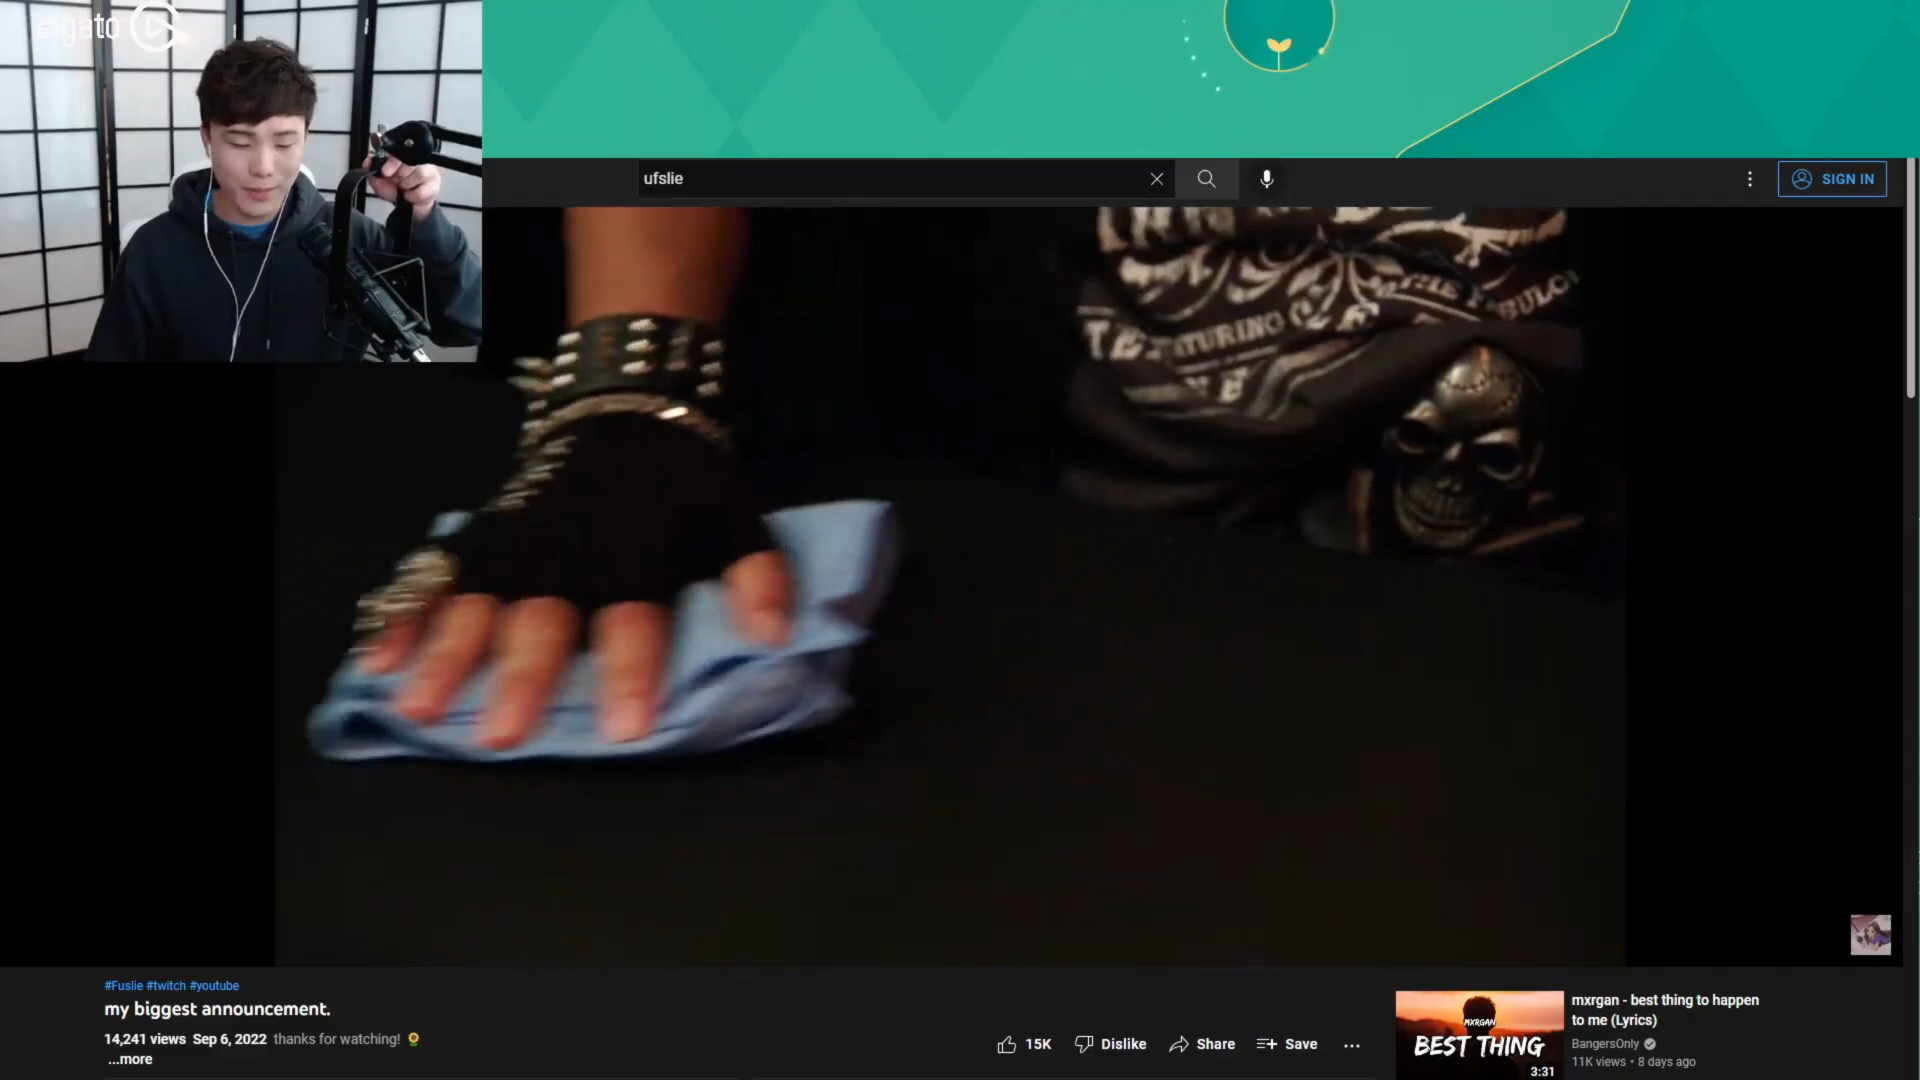 gato
ufslie
SIGN IN
#Fuslie #twitch #youtube
my biggest announcement.
14,241 views Sep 6, 2022 thanks for watching!
...more
15K
Dislike
Share
Save
MXRGAN
BEST THING
3:31
mxrgan - best thing to happen
to me (Lyrics)
BangersOnly
11K views • 8 days ago